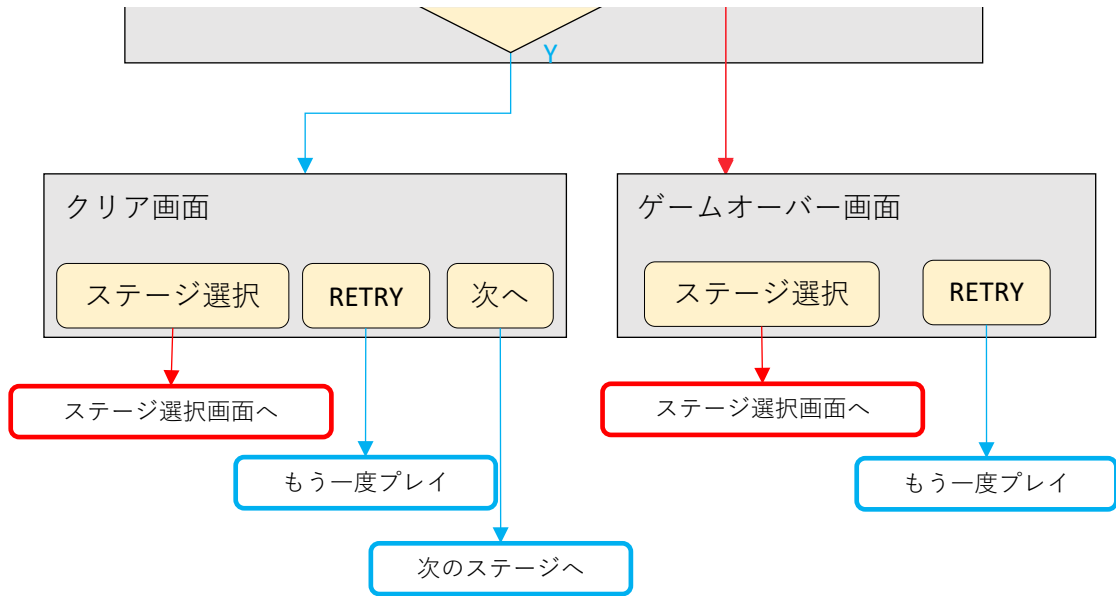 Y
クリア画面
ゲームオーバー画面
ステージ選択
RETRY
次へ
ステージ選択
RETRY
ステージ選択画面へ
ステージ選択画面へ
もう一度プレイ
もう一度プレイ
次のステージへ